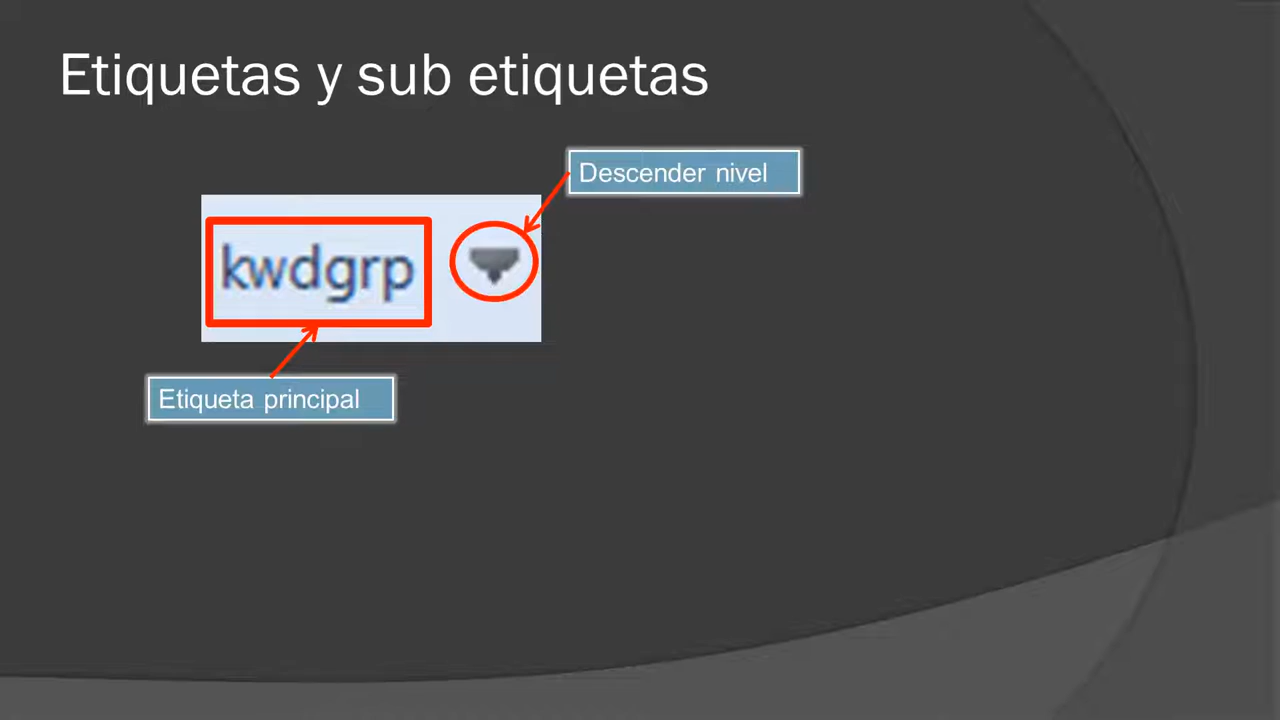 Etiquetas y sub etiquetas
Descender nivel
kwdgrp
Etiqueta principal